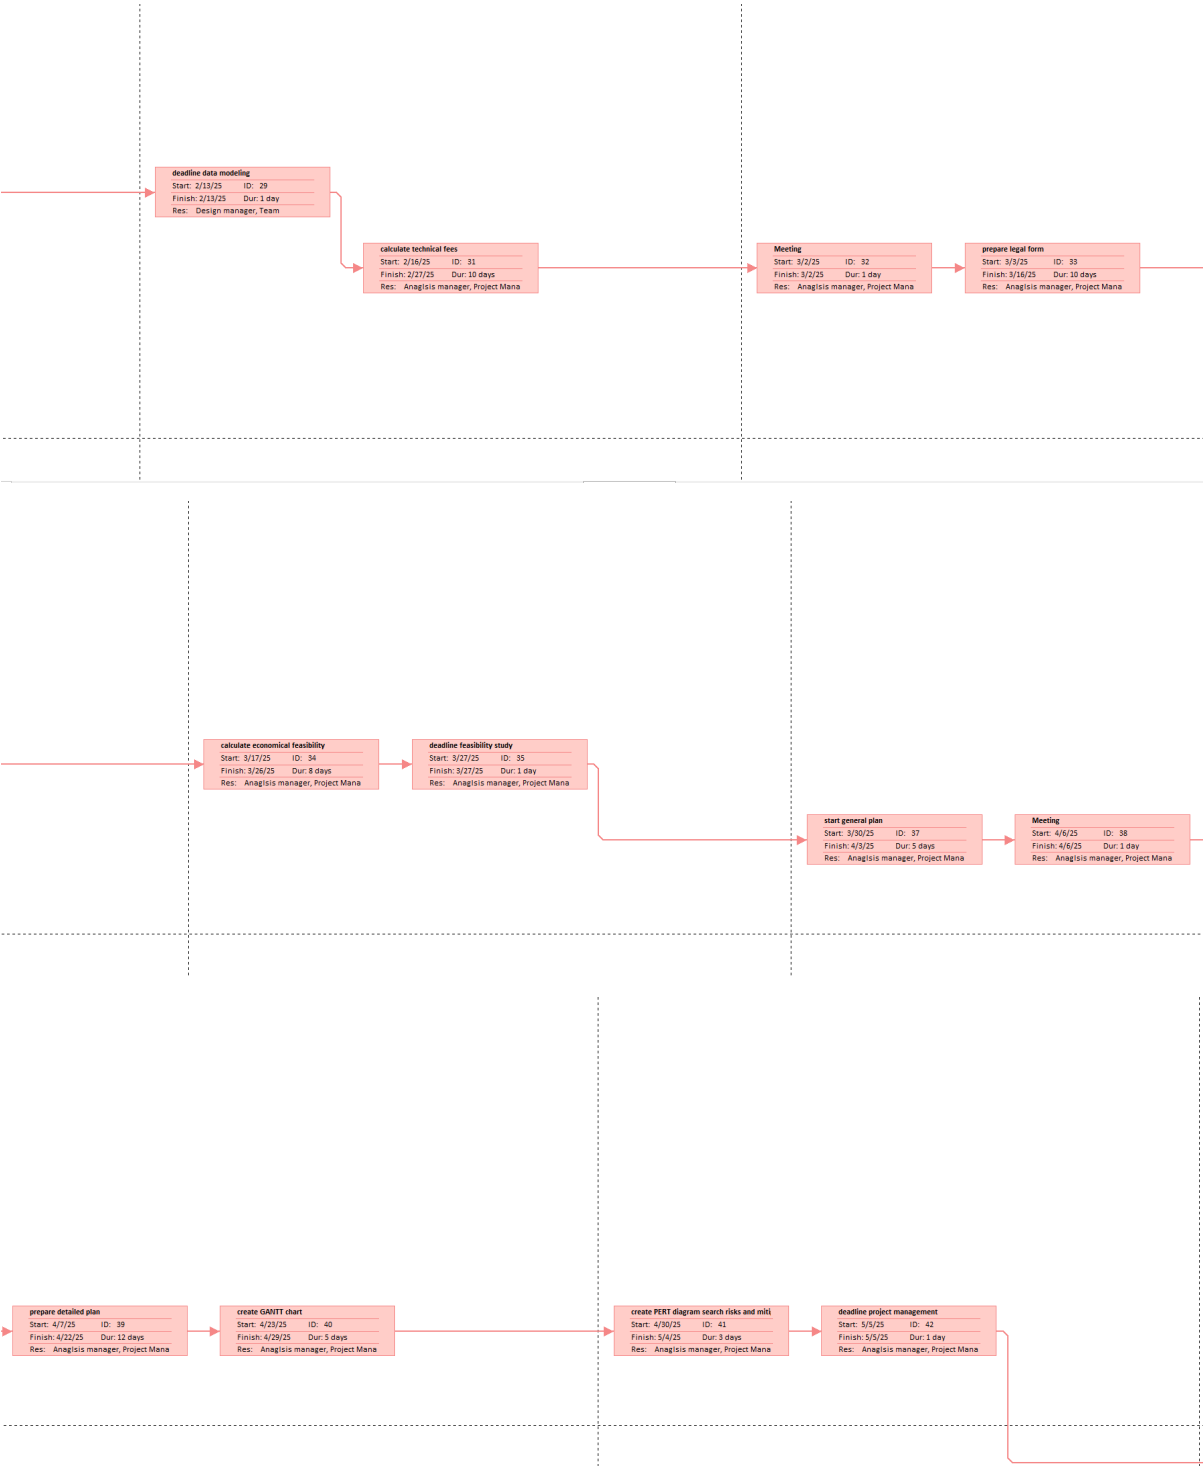 deadline data modeling
Start: 2/13/25 ID: 29
Finish: 2/13/25 Dur: 1 day
Res: Design manager, Team
calculate technical fees
Start: 2/16/25 ID: 31
Finish: 2/27/25 Dur: 10 days
Res: Anaglsis manager, Project Mana
Meeting
Start: 3/2/25 ID: 32
Finish: 3/2/25 Dur: 1 day
Res: Anaglsis manager, Project Mana
prepare legal form
Start: 3/3/25 ID: 33
Finish: 3/16/25 Dur: 10 days
Res: Anaglsis manager, Project Mana
calculate economical feasibility
Start: 3/17/25 ID: 34
Finish: 3/26/25 Dur: 8 days
Res: Anaglsis manager, Project Mana
deadline feasibility study
Start: 3/27/25 ID: 35
Finish: 3/27/25 Dur: 1 day
Res: Anaglsis manager, Project Mana
start general plan
Start: 3/30/25 ID: 37
Finish: 4/3/25 Dur: 5 days
Res: Anaglsis manager, Project Mana
Meeting
Start: 4/6/25 ID: 38
Finish: 4/6/25 Dur: 1 day
Res: Anaglsis manager, Project Mana
prepare detailed plan
Start: 4/7/25 ID: 39
Finish: 4/22/25 Dur: 12 days
Res: Anaglsis manager, Project Mana
create GANTT chart
Start: 4/23/25 ID: 40
Finish: 4/29/25 Dur: 5 days
Res: Anaglsis manager, Project Mana
create PERT diagram search risks and miti
Start: 4/30/25 ID: 41
Finish: 5/4/25 Dur: 3 days
Res: Anaglsis manager, Project Mana
deadline project management
Start: 5/5/25 ID: 42
Finish: 5/5/25 Dur: 1 day
Res: Anaglsis manager, Project Mana